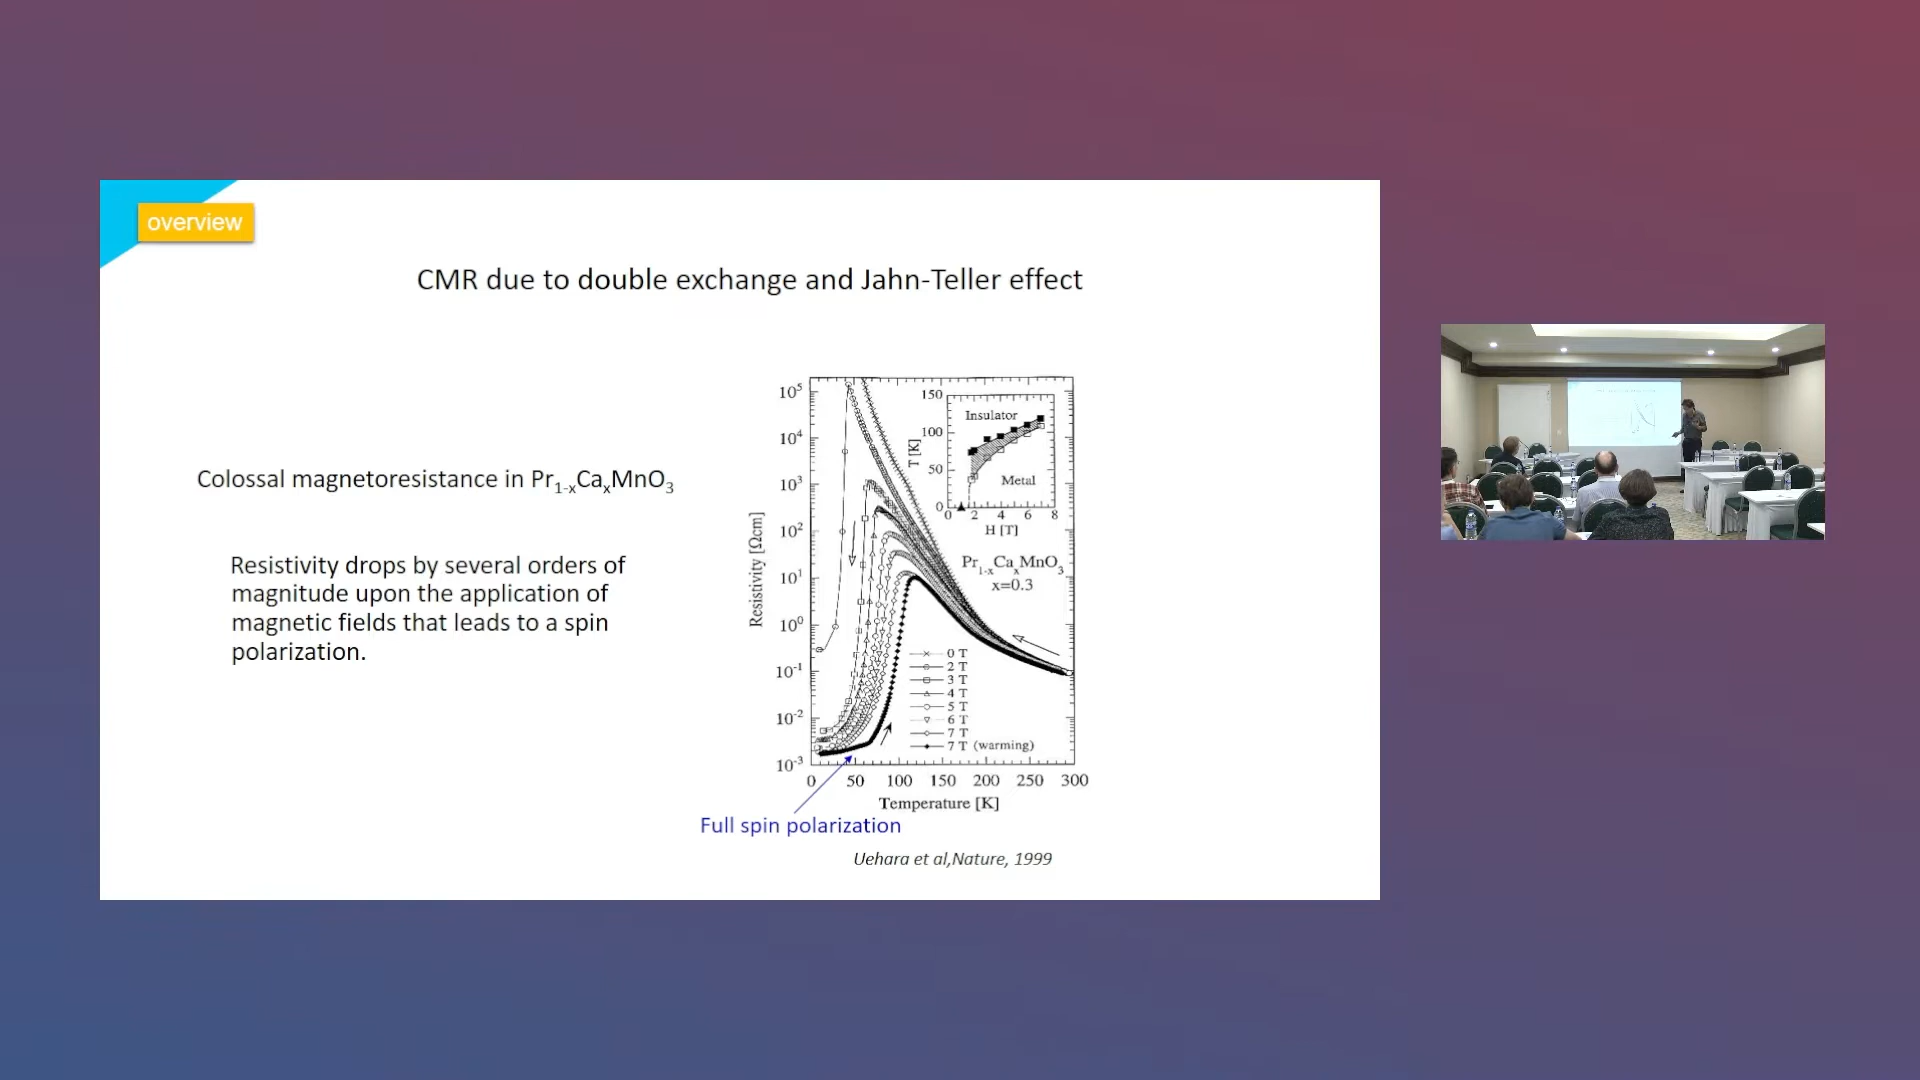 overview
CMR due to double exchange and Jahn-Teller effect
Colossal magnetoresistance in Pr1-xCaxMnO3
Resistivity drops by several orders of
magnitude upon the application of
magnetic fields that leads to a spin
polarization.
Resistivity [Ωcm]
10^5
10^4
10^3
10^2
10^1
10^0
10^-1
10^-2
10^-3
0 50 100 150 200 250 300
Temperature [K]
T [K]
150
100
50
0
Insulator
Metal
0 2 4 6 8
H [T]
Pr1-xCaxMnO3
x=0.3
0 T
2 T
3 T
4 T
5 T
6 T
7 T
7 T (warming)
Full spin polarization
Uehara et al,Nature, 1999